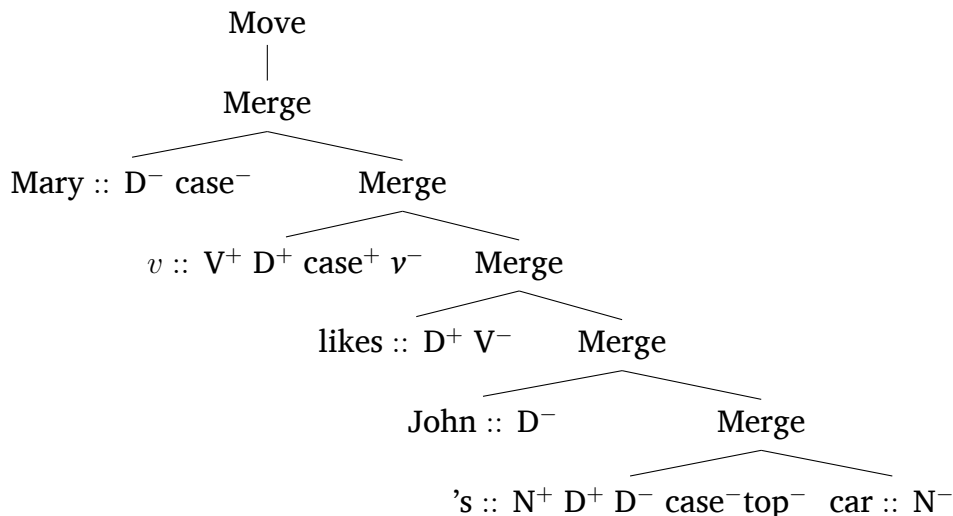 Move
Merge
Mary :: D⁻ case⁻ Merge
v :: V⁺ D⁺ case⁺ ν⁻ Merge
likes :: D⁺ V⁻ Merge
John :: D⁻ Merge
’s :: N⁺ D⁺ D⁻ case⁻top⁻ car :: N⁻